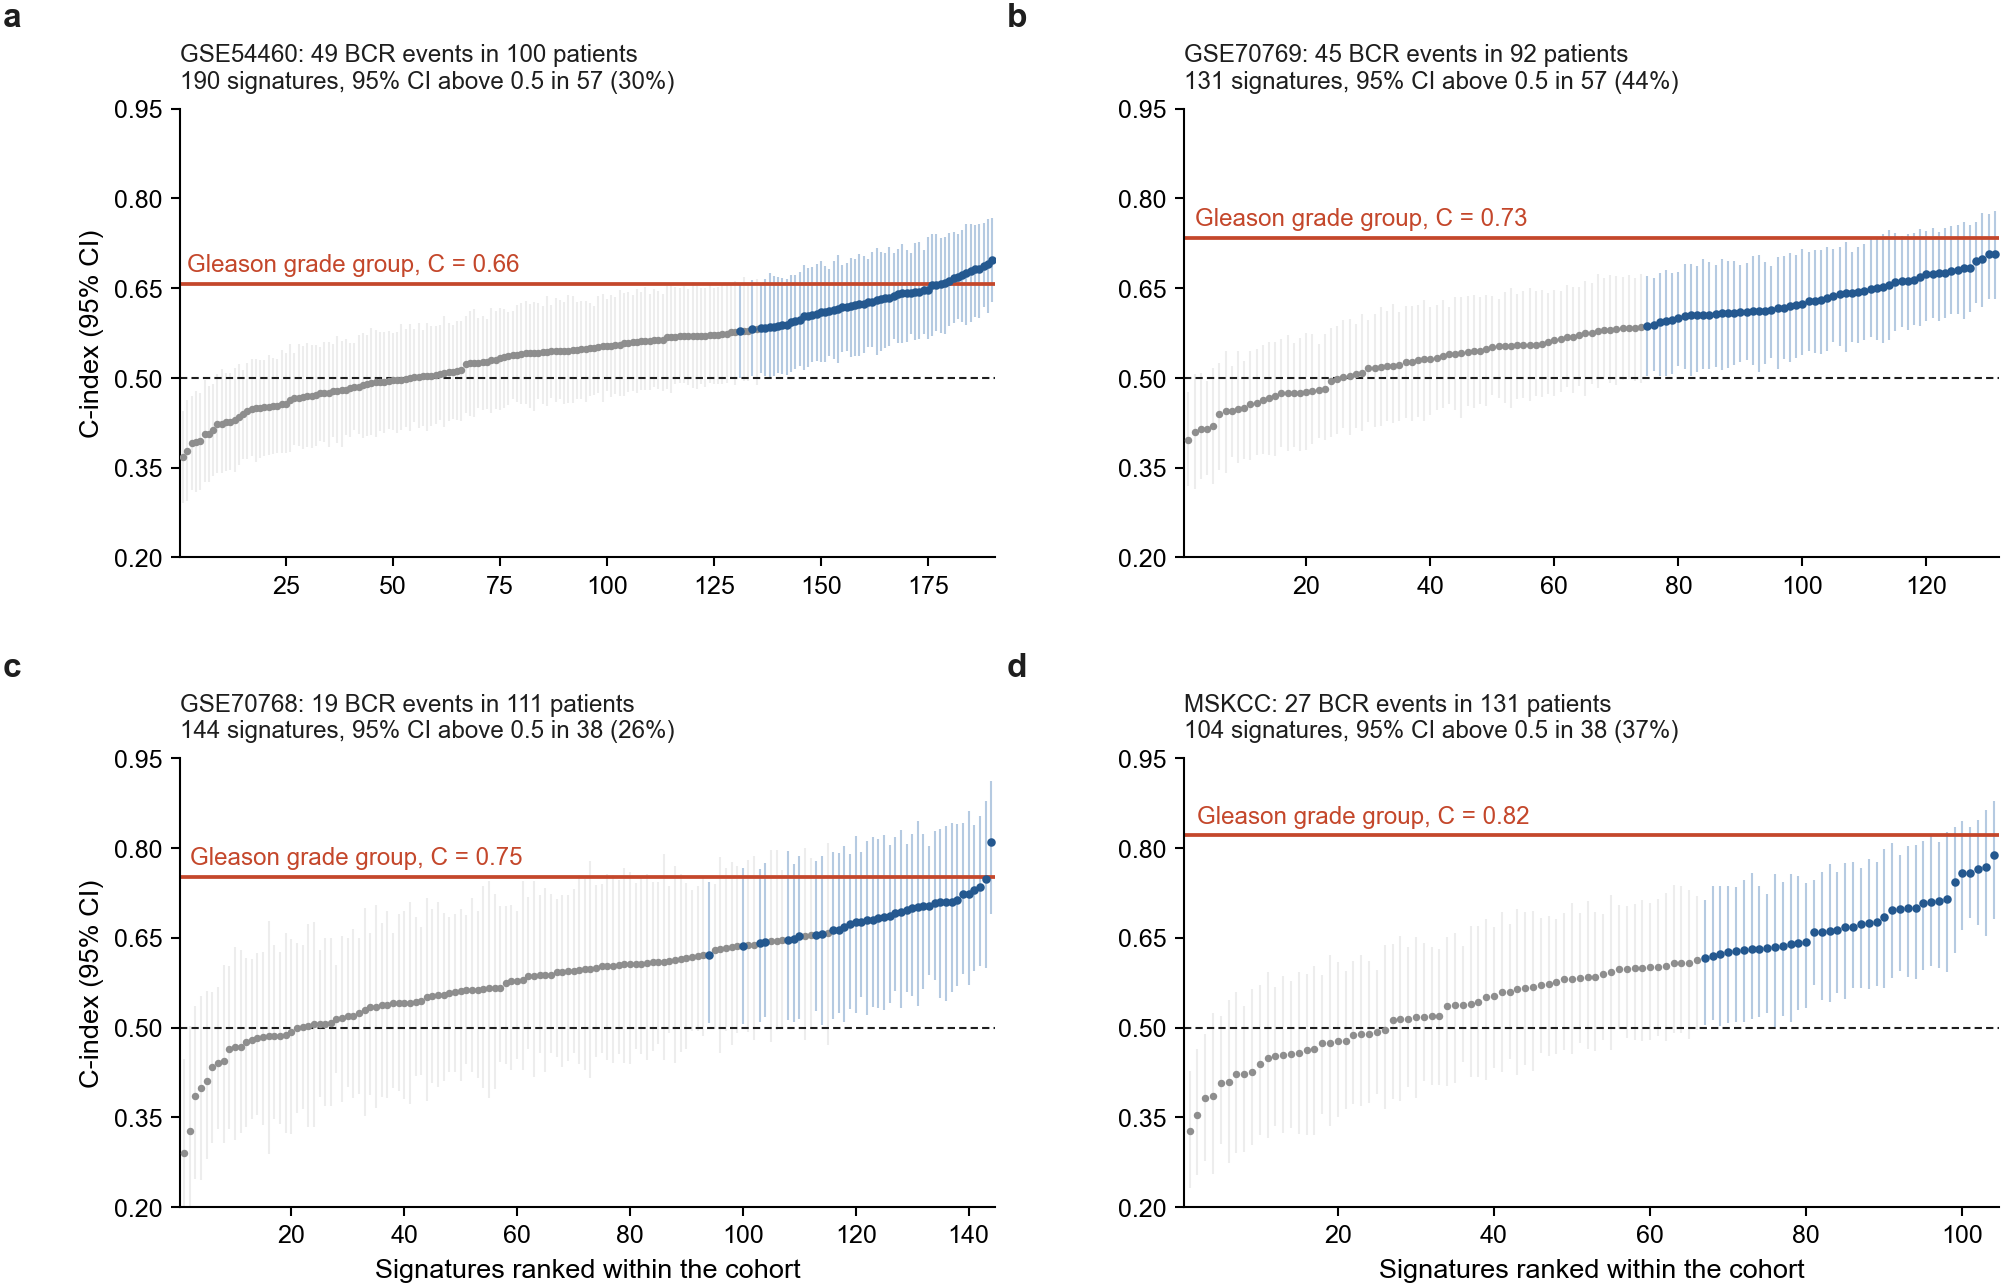 a
GSE54460: 49 BCR events in 100 patients
190 signatures, 95% CI above 0.5 in 57 (30%)
C-index (95% CI)
0.95
0.80
0.65
0.50
0.35
0.20
Gleason grade group, C = 0.66
25 50 75 100 125 150 175
b
GSE70769: 45 BCR events in 92 patients
131 signatures, 95% CI above 0.5 in 57 (44%)
0.95
0.80
0.65
0.50
0.35
0.20
Gleason grade group, C = 0.73
20 40 60 80 100 120
c
GSE70768: 19 BCR events in 111 patients
144 signatures, 95% CI above 0.5 in 38 (26%)
C-index (95% CI)
0.95
0.80
0.65
0.50
0.35
0.20
Gleason grade group, C = 0.75
20 40 60 80 100 120 140
Signatures ranked within the cohort
d
MSKCC: 27 BCR events in 131 patients
104 signatures, 95% CI above 0.5 in 38 (37%)
0.95
0.80
0.65
0.50
0.35
0.20
Gleason grade group, C = 0.82
20 40 60 80 100
Signatures ranked within the cohort